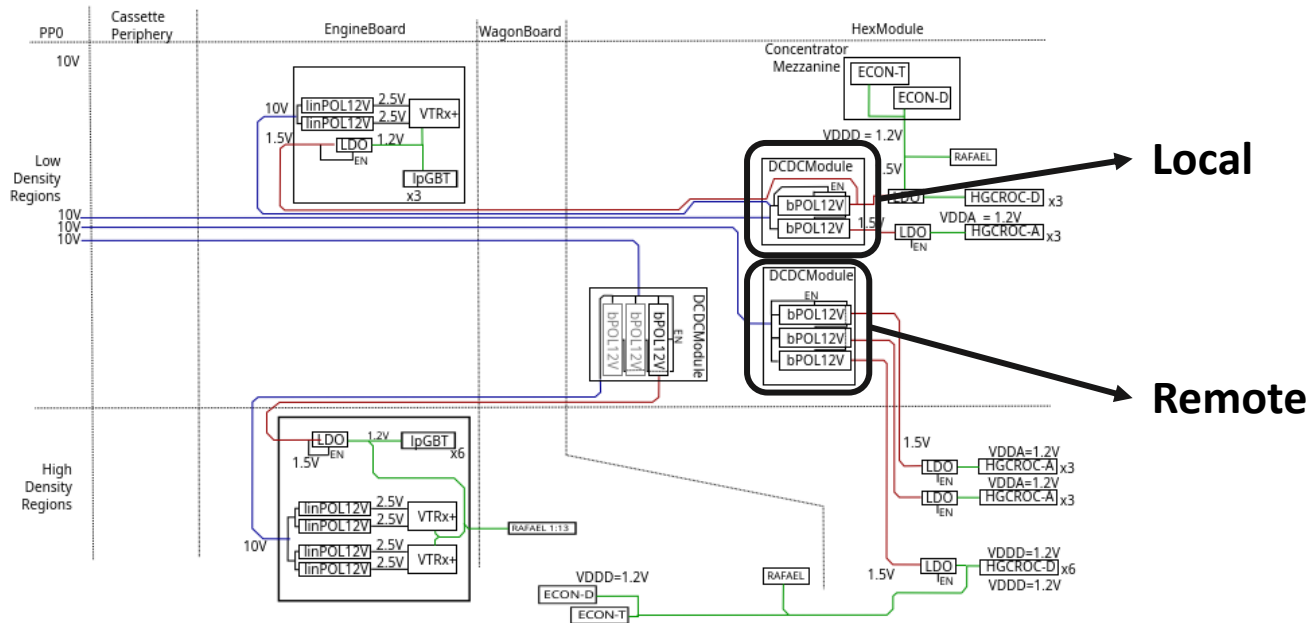 PP0
Cassette
Periphery
EngineBoard
WagonBoard
HexModule
10V
Concentrator
Mezzanine
ECON-T
ECON-D
VDDD = 1.2V
RAFAEL
.5V
10V
linPOL12V
2.5V
linPOL12V
2.5V
VTRx+
1.5V
LDO
1.2V
EN
lpGBT
x3
Low
Density
Regions
10V
10V
10V
DCDCModule
EN
bPOL12V
bPOL12V
1.5V
LDO
HGCROC-D
x3
VDDA = 1.2V
LDO
EN
HGCROC-A
x3
Local
DCDCModule
EN
bPOL12V
bPOL12V
bPOL12V
Remote
bPOL12V
bPOL12V
bPOL12V
EN
DCDCModule
High
Density
Regions
LDO
1.2V
EN
1.5V
lpGBT
x6
linPOL12V
2.5V
linPOL12V
2.5V
VTRx+
10V
linPOL12V
2.5V
linPOL12V
2.5V
VTRx+
RAFAEL 1:13
1.5V
VDDA=1.2V
LDO
EN
HGCROC-A
x3
VDDA=1.2V
LDO
EN
HGCROC-A
x3
VDDD=1.2V
1.5V
LDO
EN
HGCROC-D
x6
VDDD=1.2V
VDDD=1.2V
ECON-D
ECON-T
RAFAEL